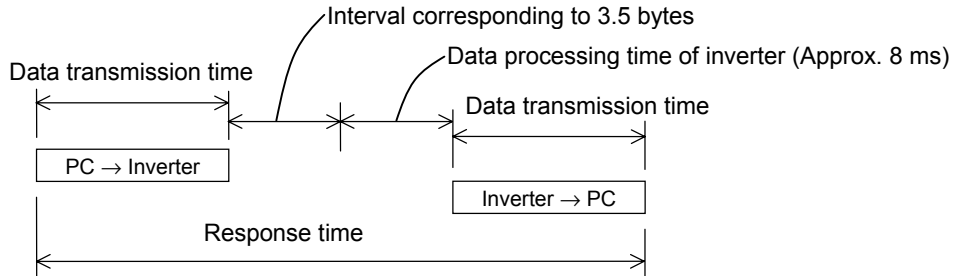 Interval corresponding to 3.5 bytes
Data processing time of inverter (Approx. 8 ms)
Data transmission time
Data transmission time
PC → Inverter
Inverter → PC
Response time